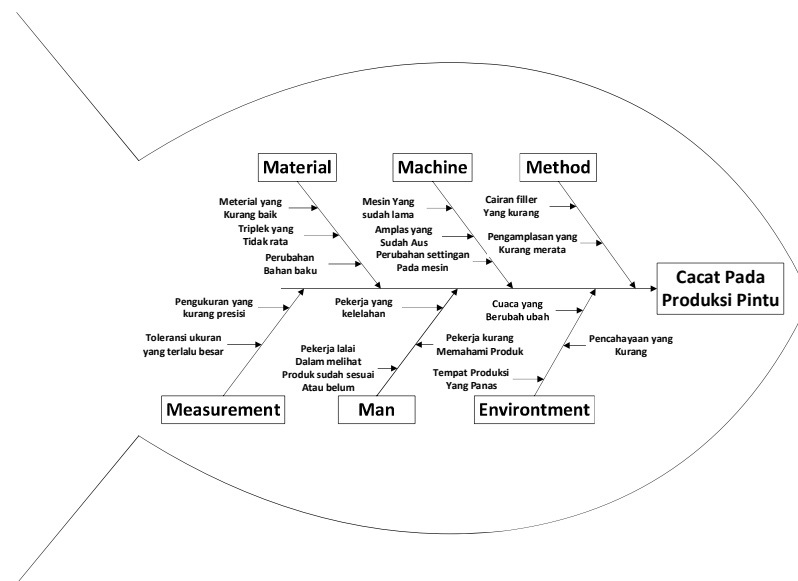 Material
Machine
Method
Meterial yang
Kurang baik
Triplek yang
Tidak rata
Perubahan
Bahan baku
Mesin Yang
sudah lama
Amplas yang
Sudah Aus
Perubahan settingan
Pada mesin
Cairan filler
Yang kurang
Pengamplasan yang
Kurang merata
Cacat Pada
Produksi Pintu
Pengukuran yang
kurang presisi
Toleransi ukuran
yang terlalu besar
Pekerja yang
kelelahan
Pekerja kurang
Memahami Produk
Pekerja lalai
Dalam melihat
Produk sudah sesuai
Atau belum
Cuaca yang
Berubah ubah
Pencahayaan yang
Kurang
Tempat Produksi
Yang Panas
Measurement
Man
Environtment